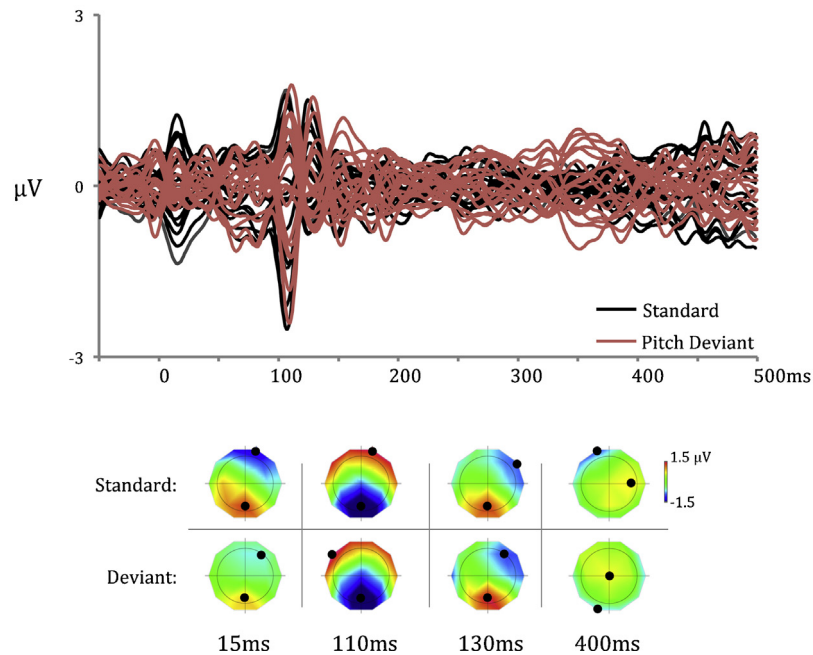 3
μV
0
Standard
Pitch Deviant
-3
0 100 200 300 400 500ms
Standard:
1.5 μV
-1.5
Deviant:
15ms 110ms 130ms 400ms